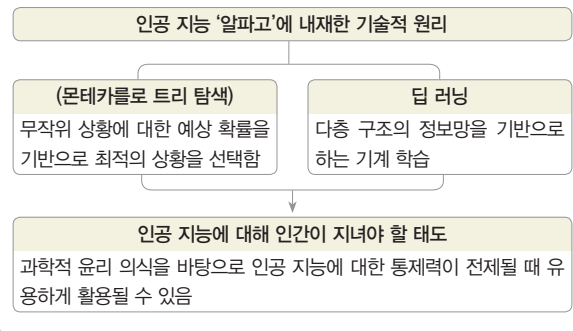 인공 지능 '알파고'에 내재한 기술적 원리
(몬테카를로 트리 탐색)
무작위 상황에 대한 예상 확률을
기반으로 최적의 상황을 선택함
딥 러닝
다층 구조의 정보망을 기반으로
하는 기계 학습
인공 지능에 대해 인간이 지녀야 할 태도
과학적 윤리 의식을 바탕으로 인공 지능에 대한 통제력이 전제될 때 유
용하게 활용될 수 있음